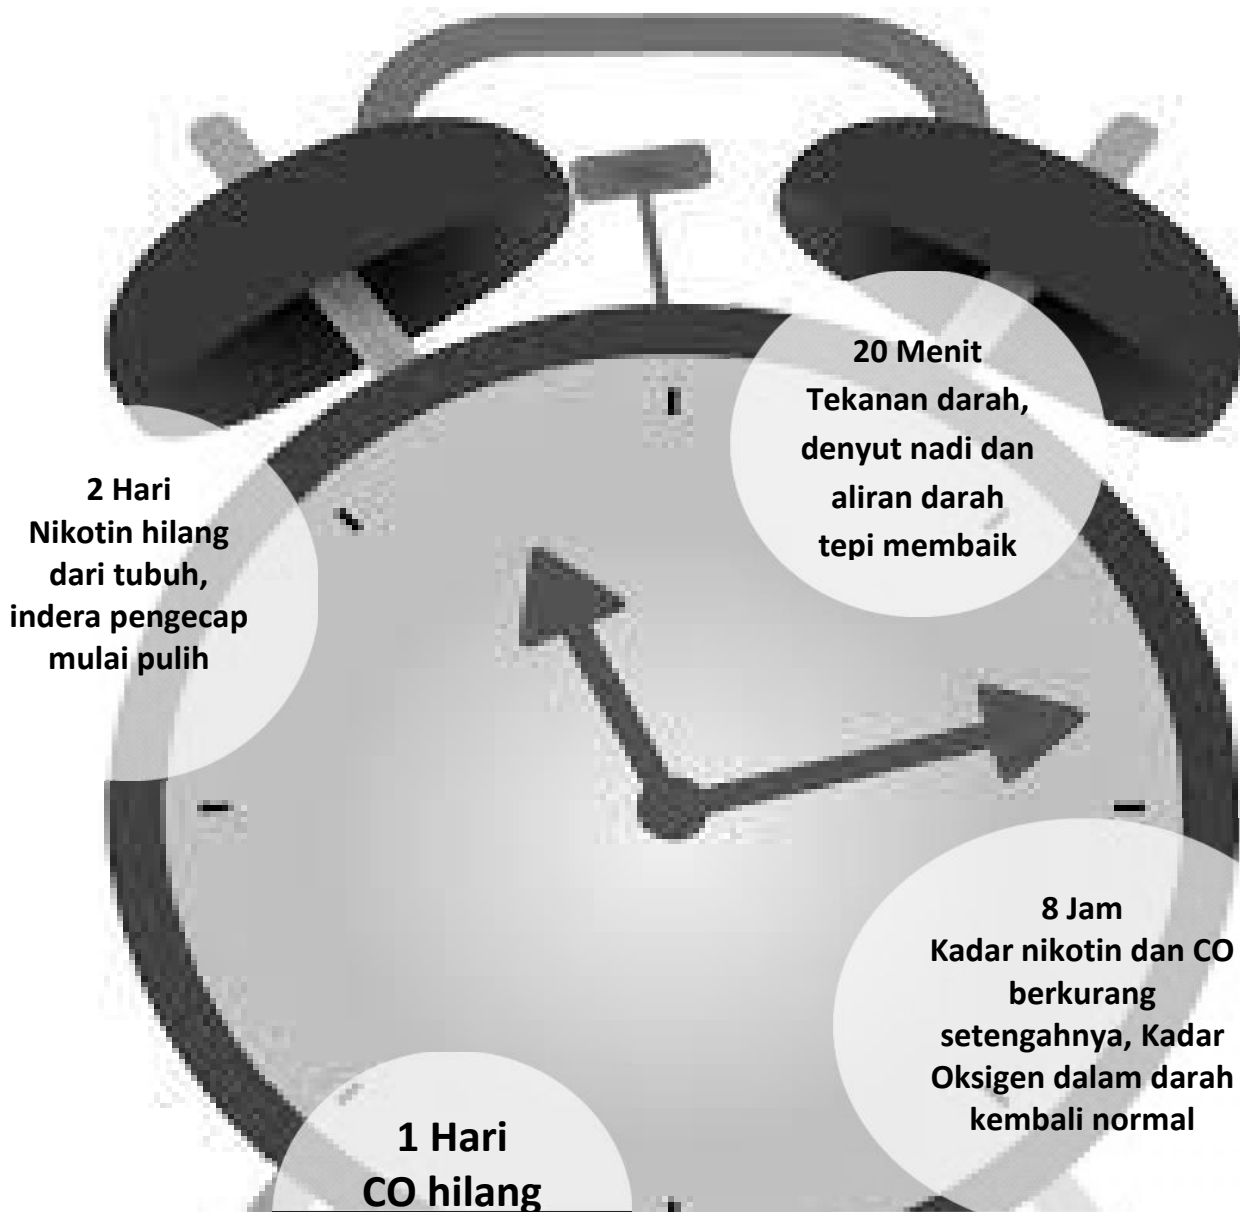 20 Menit
Tekanan darah,
denyut nadi dan
aliran darah
tepi membaik
8 Jam
Kadar nikotin dan CO
berkurang
setengahnya, Kadar
Oksigen dalam darah
kembali normal
1 Hari
CO hilang
2 Hari
Nikotin hilang
dari tubuh,
indera pengecap
mulai pulih